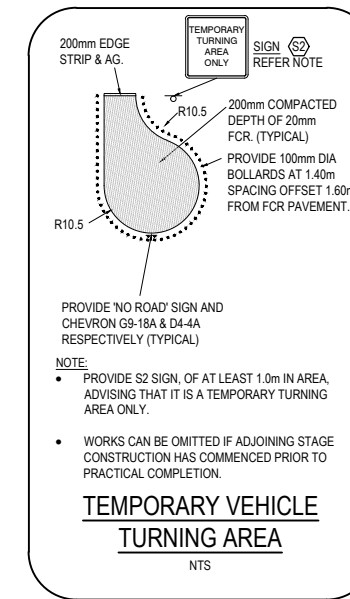 200mm EDGE
STRIP & AG.
TEMPORARY
TURNING
AREA
ONLY
SIGN S2
REFER NOTE
R10.5
200mm COMPACTED
DEPTH OF 20mm
FCR. (TYPICAL)
PROVIDE 100mm DIA
BOLLARDS AT 1.40m
SPACING OFFSET 1.60m
FROM FCR PAVEMENT.
R10.5
PROVIDE 'NO ROAD' SIGN AND
CHEVRON G9-18A & D4-4A
RESPECTIVELY (TYPICAL)
NOTE:
• PROVIDE S2 SIGN, OF AT LEAST 1.0m IN AREA,
ADVISING THAT IT IS A TEMPORARY TURNING
AREA ONLY.
• WORKS CAN BE OMITTED IF ADJOINING STAGE
CONSTRUCTION HAS COMMENCED PRIOR TO
PRACTICAL COMPLETION.
TEMPORARY VEHICLE
TURNING AREA
NTS